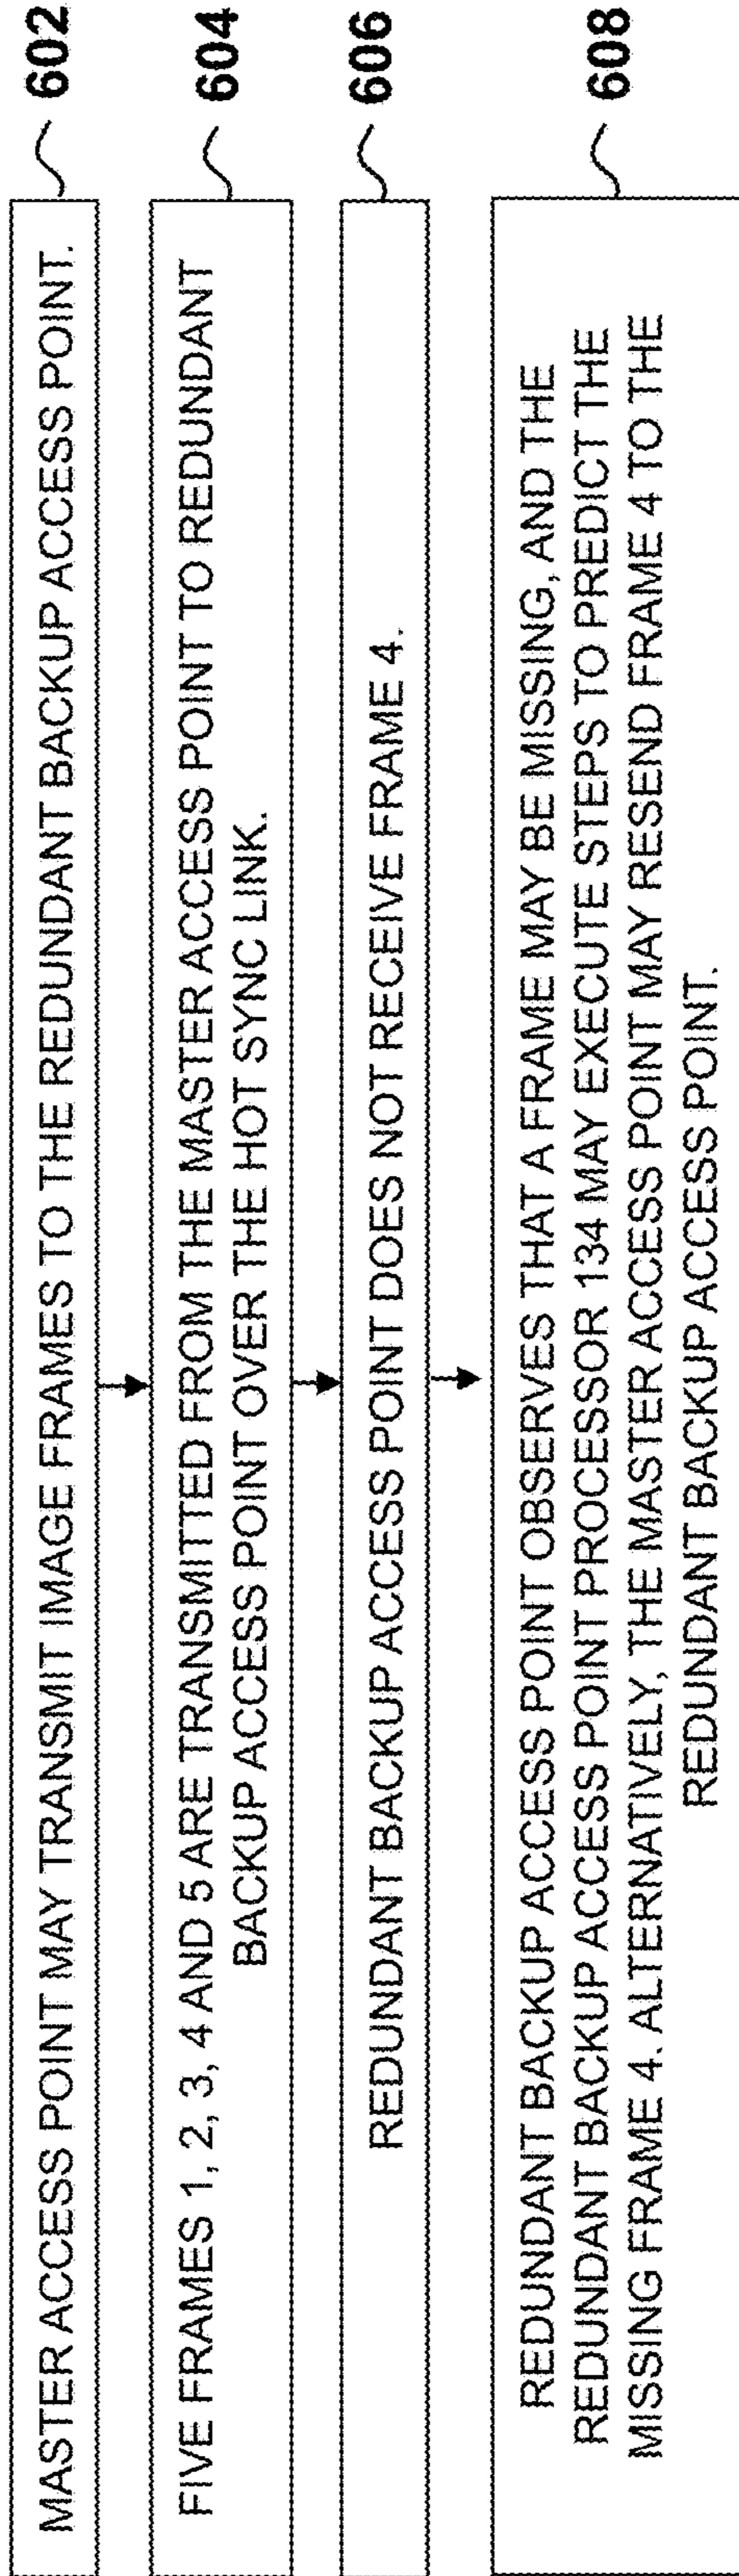 MASTER ACCESS POINT MAY TRANSMIT IMAGE FRAMES TO THE REDUNDANT BACKUP ACCESS POINT.
602
FIVE FRAMES 1, 2, 3, 4 AND 5 ARE TRANSMITTED FROM THE MASTER ACCESS POINT TO REDUNDANT
BACKUP ACCESS POINT OVER THE HOT SYNC LINK.
604
REDUNDANT BACKUP ACCESS POINT DOES NOT RECEIVE FRAME 4.
606
REDUNDANT BACKUP ACCESS POINT OBSERVES THAT A FRAME MAY BE MISSING, AND THE
REDUNDANT BACKUP ACCESS POINT PROCESSOR 134 MAY EXECUTE STEPS TO PREDICT THE
MISSING FRAME 4. ALTERNATIVELY, THE MASTER ACCESS POINT MAY RESEND FRAME 4 TO THE
REDUNDANT BACKUP ACCESS POINT.
608